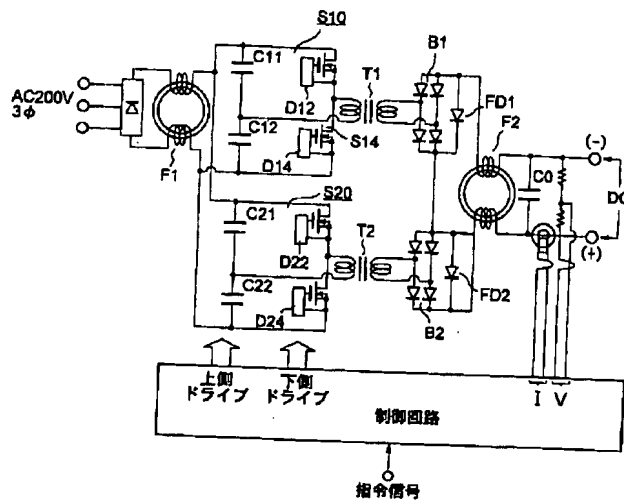 S10
C11
B1
T1
AC200V
3φ
D12
FD1
F2
C12
S14
(-)
D14
F1
C0
DC
S20
C21
T2
(+)
D22
C22
FD2
D24
B2
上側
ドライブ
下側
ドライブ
I V
制御回路
指令信号